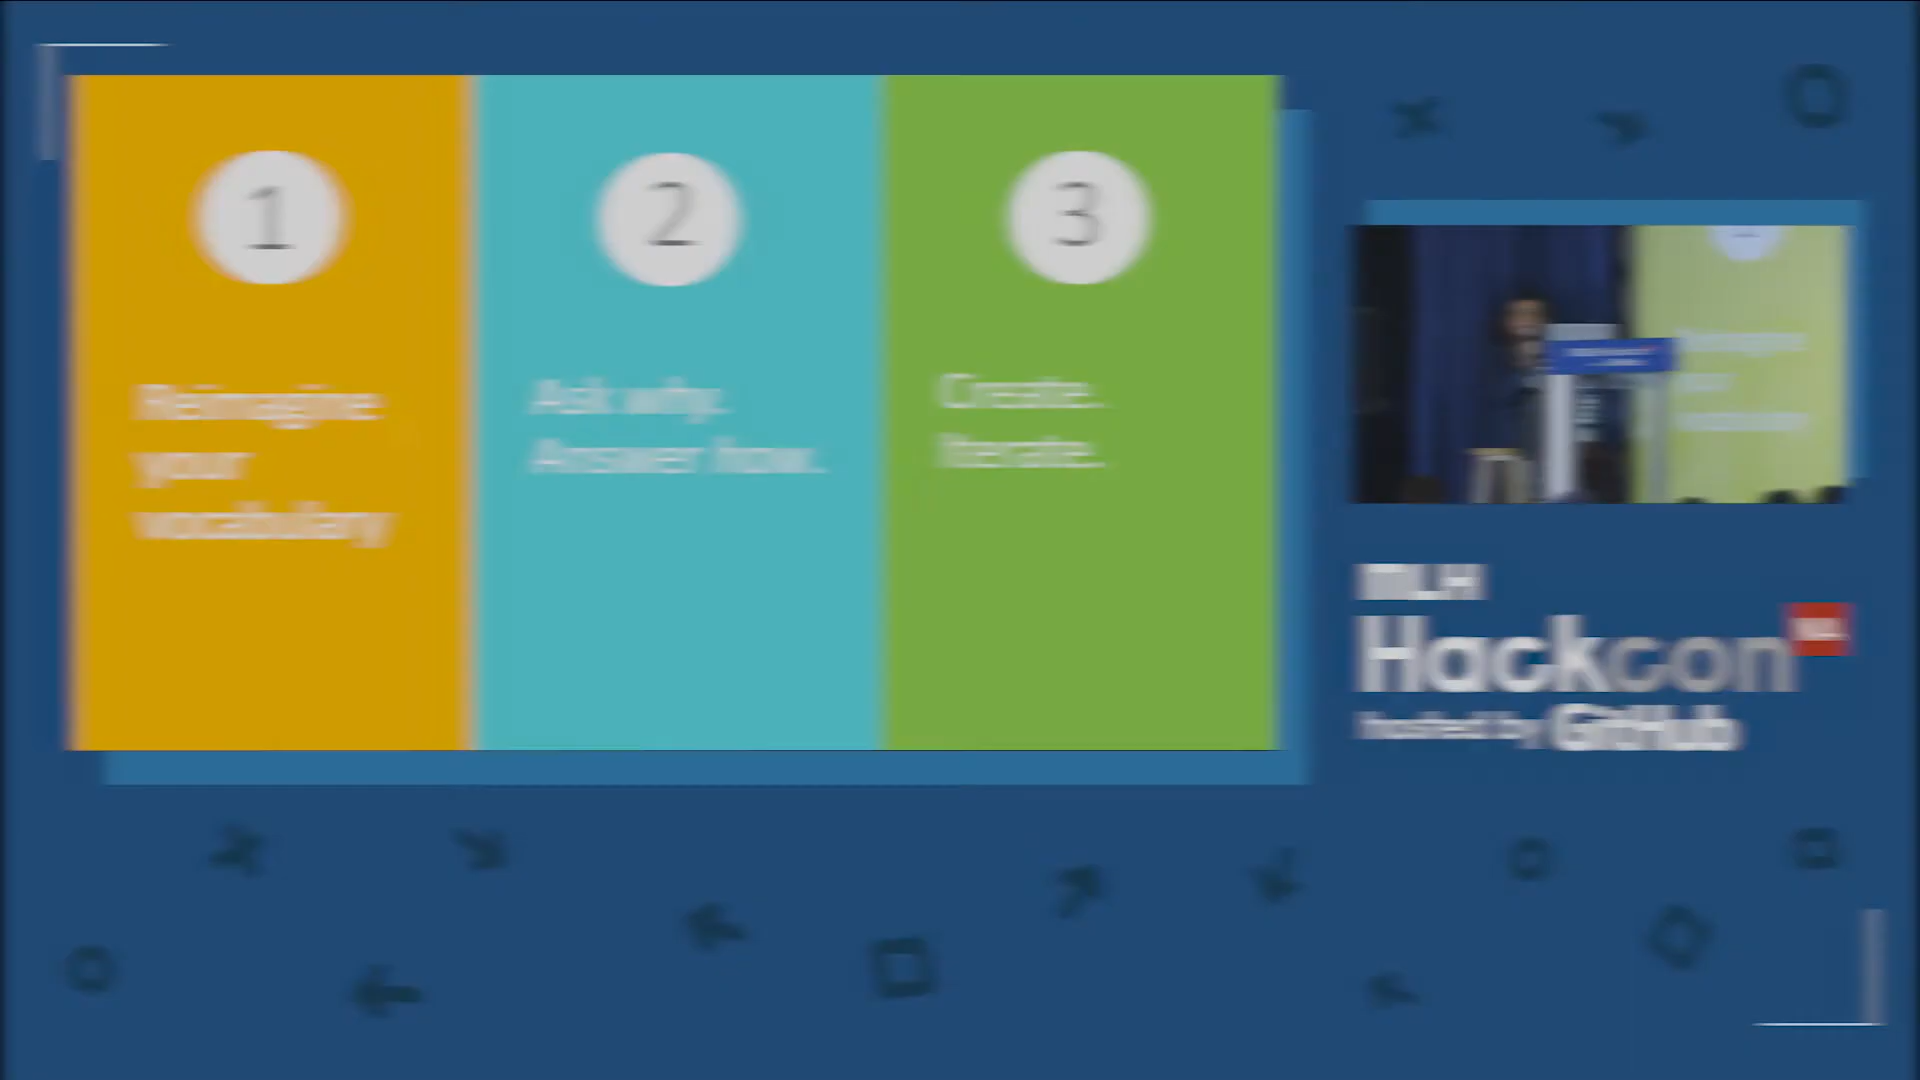 1
Reimagine
your
vocabulary
2
Ask why.
Answer how.
3
Create.
Iterate.
MLH
Hackcon
hosted by GitHub